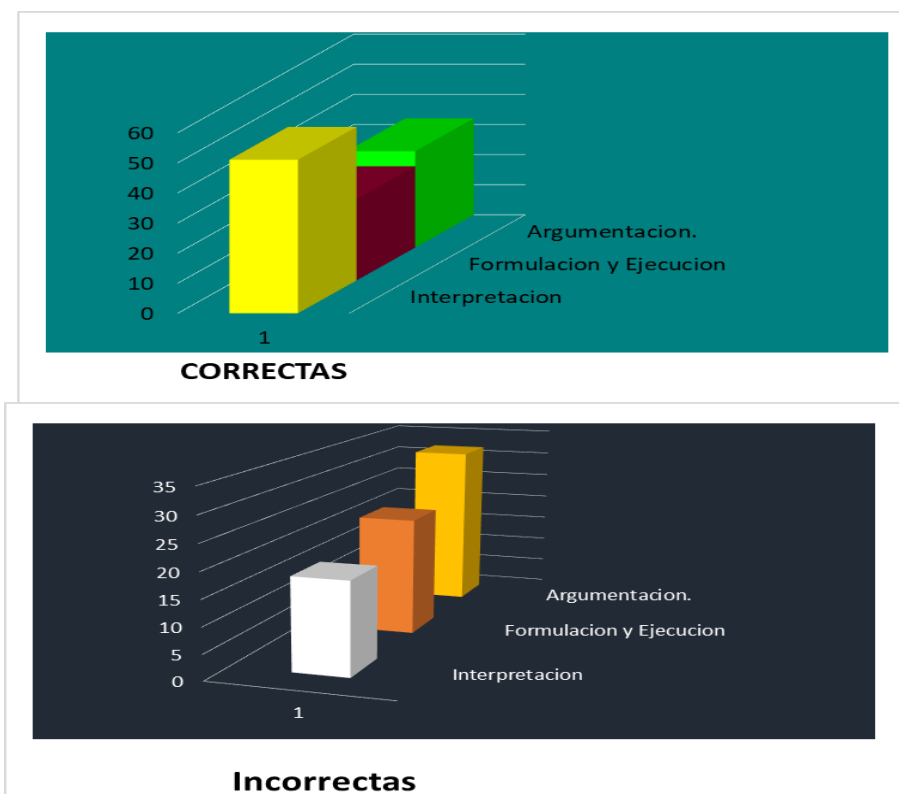 60
50
40
30
20
10
0
Argumentacion.
Formulacion y Ejecucion
Interpretacion
1
CORRECTAS
35
30
25
20
15
10
5
0
Argumentacion.
Formulacion y Ejecucion
Interpretacion
1
Incorrectas